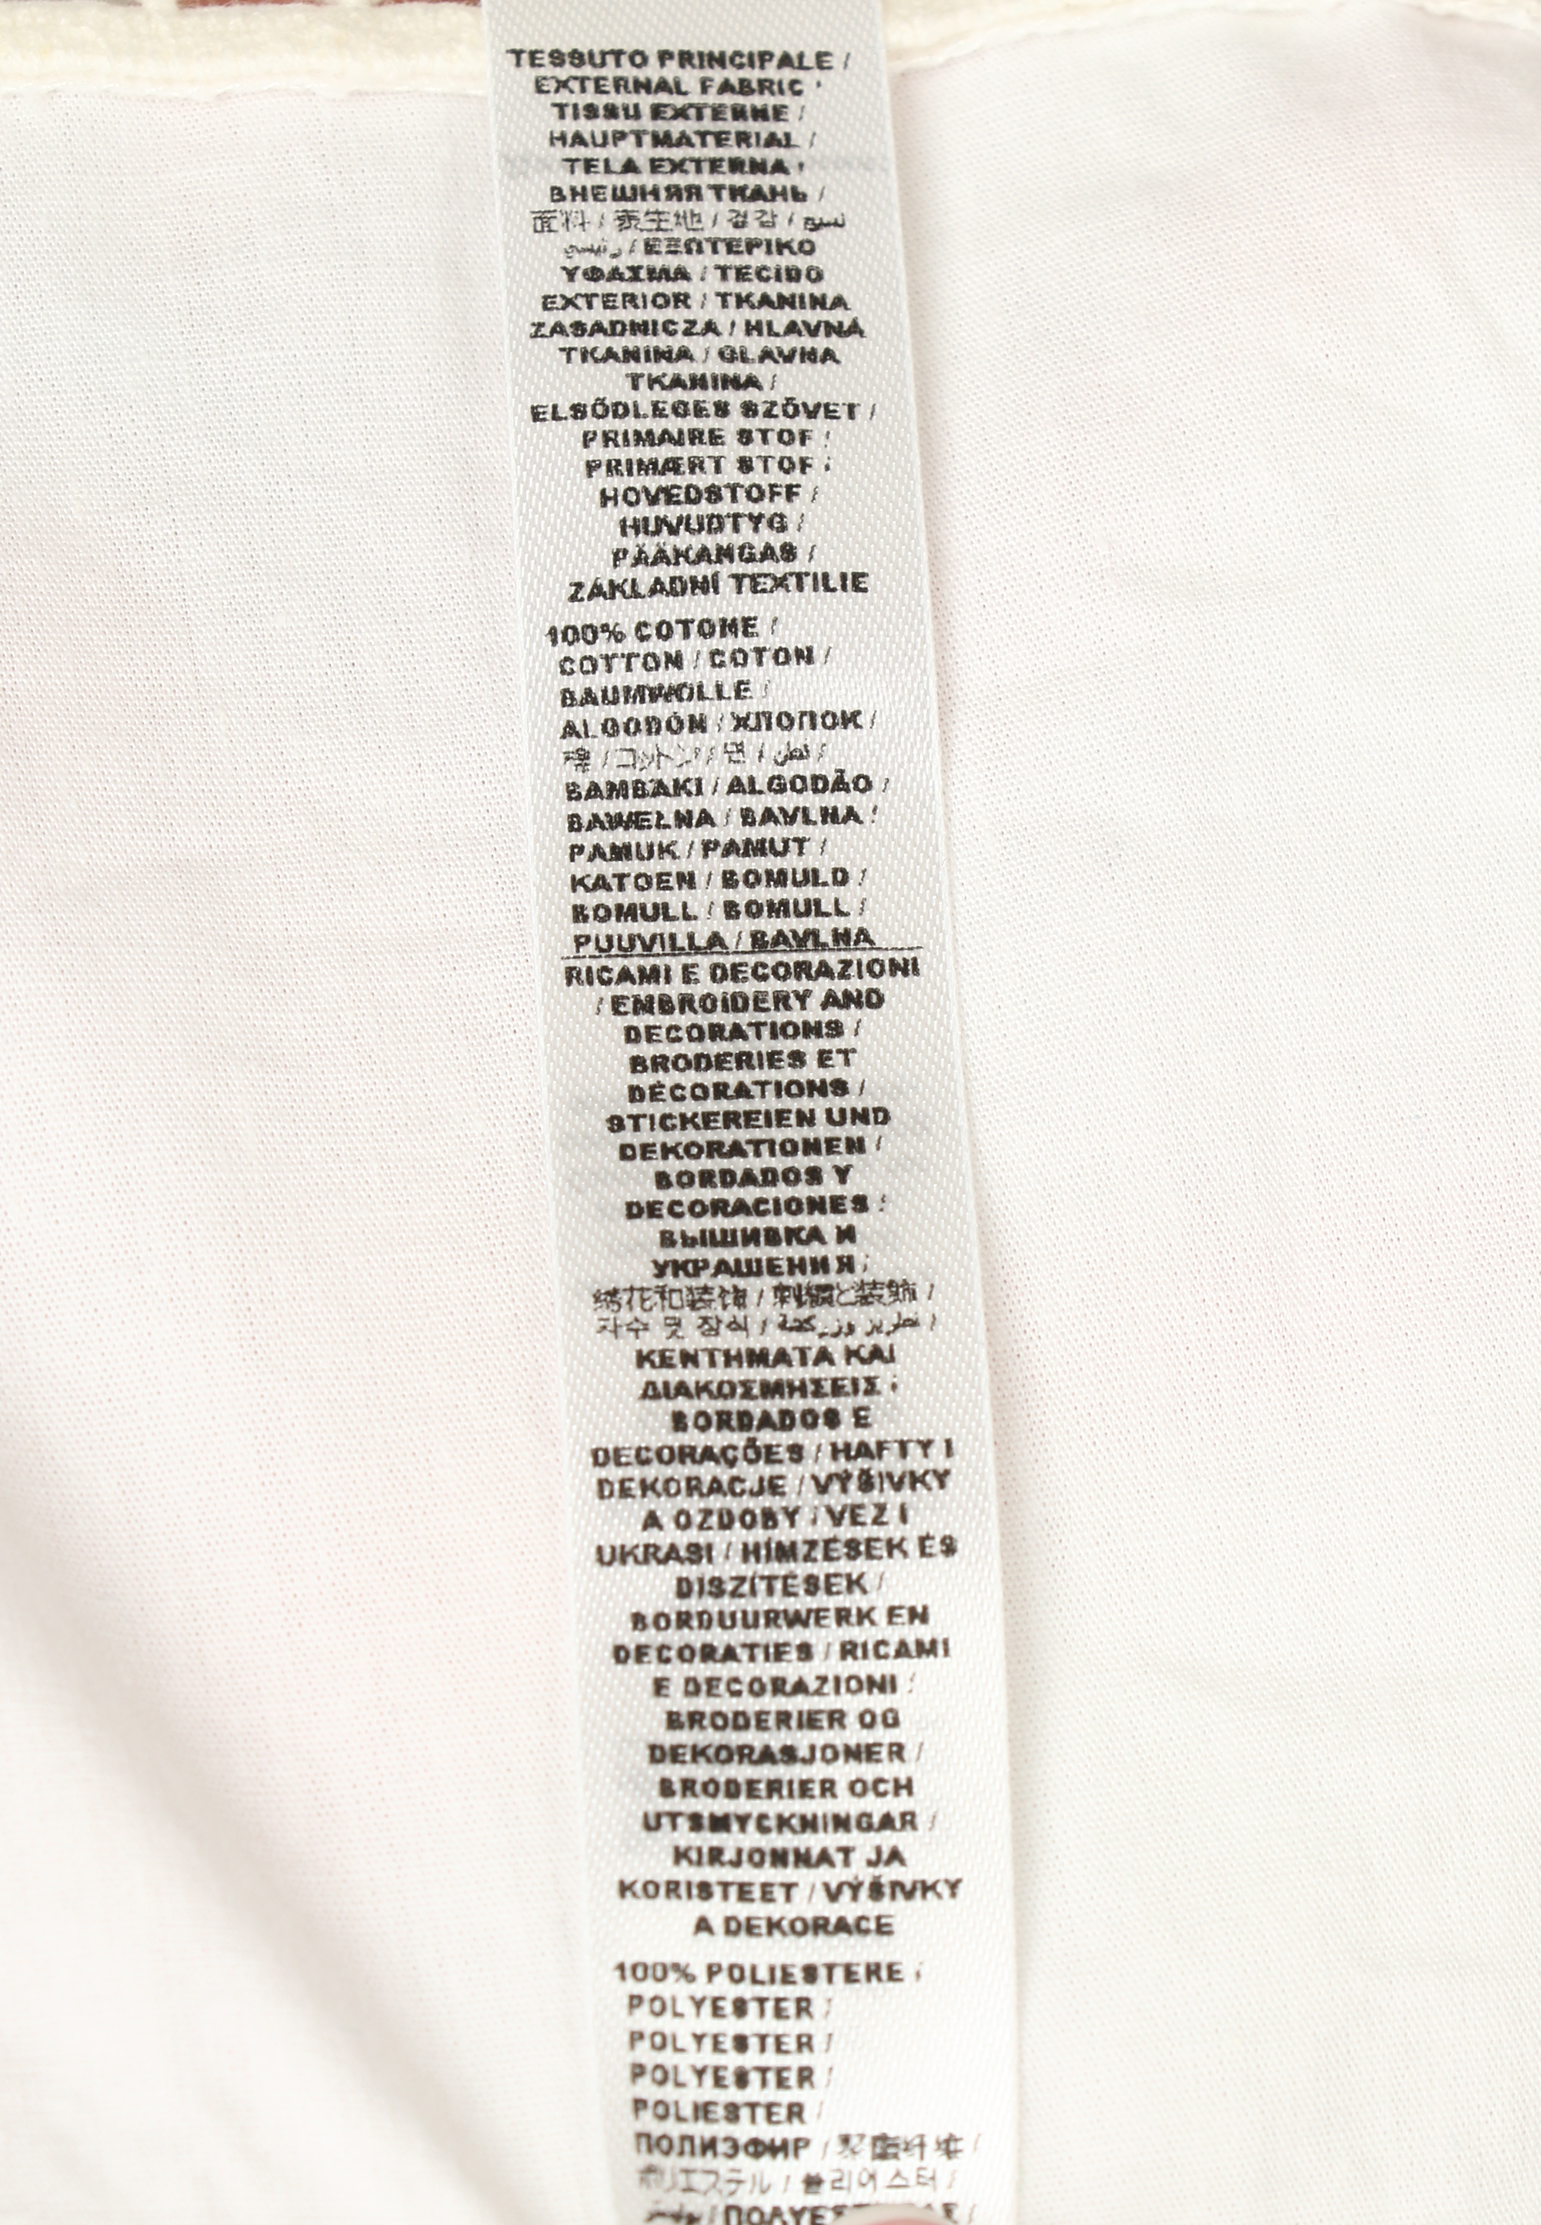 TESSUTO PRINCIPALE /
EXTERNAL FABRIC /
TISSU EXTERNE /
HAUPTMATERIAL /
TELA EXTERNA /
ВНЕШНЯЯ ТКАНЬ /
面料 / 表生地 / 겉감 / نسيج
رئيسي / ΕΞΩΤΕΡΙΚΟ
ΥΦΑΣΜΑ / TECIDO
EXTERIOR / TKANINA
ZASADNICZA / HLAVNÁ
TKANINA / GLAVNA
TKANINA /
ELSŐDLEGES SZÖVET /
PRIMAIRE STOF /
PRIMÆRT STOF /
HOVEDSTOFF /
HUVUDTYG /
PÄÄKANGAS /
ZÁKLADNÍ TEXTILIE
100% COTONE /
COTTON / COTON /
BAUMWOLLE /
ALGODÓN / ХЛОПОК /
棉 / コットン / 면 / قطن /
ΒΑΜΒΑΚΙ / ALGODÃO /
BAWEŁNA / BAVLNA /
PAMUK / PAMUT /
KATOEN / BOMULD /
BOMULL / BOMULL /
PUUVILLA / BAVLNA
RICAMI E DECORAZIONI
/ EMBROIDERY AND
DECORATIONS /
BRODERIES ET
DÉCORATIONS /
STICKEREIEN UND
DEKORATIONEN /
BORDADOS Y
DECORACIONES /
ВЫШИВКА И
УКРАШЕНИЯ /
绣花和装饰 / 刺繍と装飾 /
자수 및 장식 / تطريز وزركشة /
ΚΕΝΤΗΜΑΤΑ ΚΑΙ
ΔΙΑΚΟΣΜΗΣΕΙΣ /
BORDADOS E
DECORAÇÕES / HAFTY I
DEKORACJE / VÝŠIVKY
A OZDOBY / VEZ I
UKRASI / HÍMZÉSEK ÉS
DÍSZÍTÉSEK /
BORDUURWERK EN
DECORATIES / RICAMI
E DECORAZIONI /
BRODERIER OG
DEKORASJONER /
BRODERIER OCH
UTSMYCKNINGAR /
KIRJONNAT JA
KORISTEET / VÝŠIVKY
A DEKORACE
100% POLIESTERE /
POLYESTER /
POLYESTER /
POLYESTER /
POLIÉSTER /
ПОЛИЭФИР / 聚酯纤维 /
ポリエステル / 폴리에스터 /